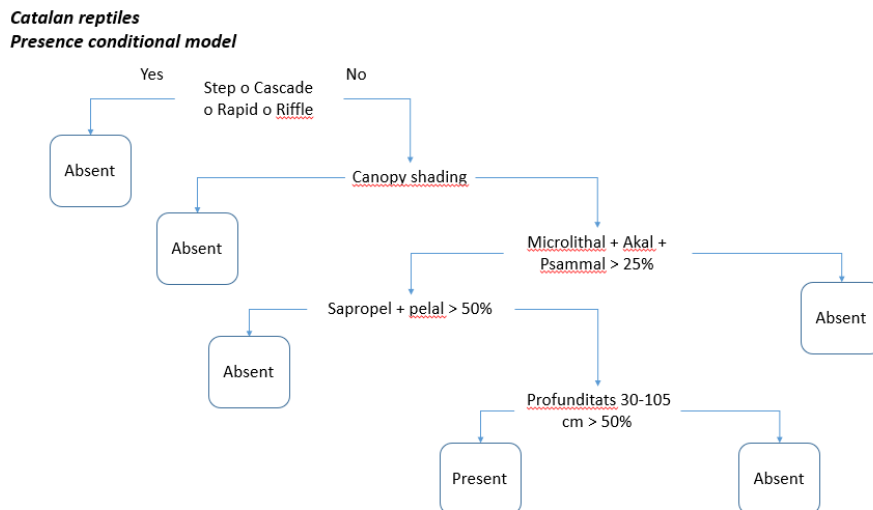 Catalan reptiles
Presence conditional model
Yes
No
Step o Cascade
o Rapid o Riffle
Absent
Canopy shading
Absent
Microlithal + Akal +
Psammal > 25%
Sapropel + pelal > 50%
Absent
Absent
Profunditats 30-105
cm > 50%
Present
Absent